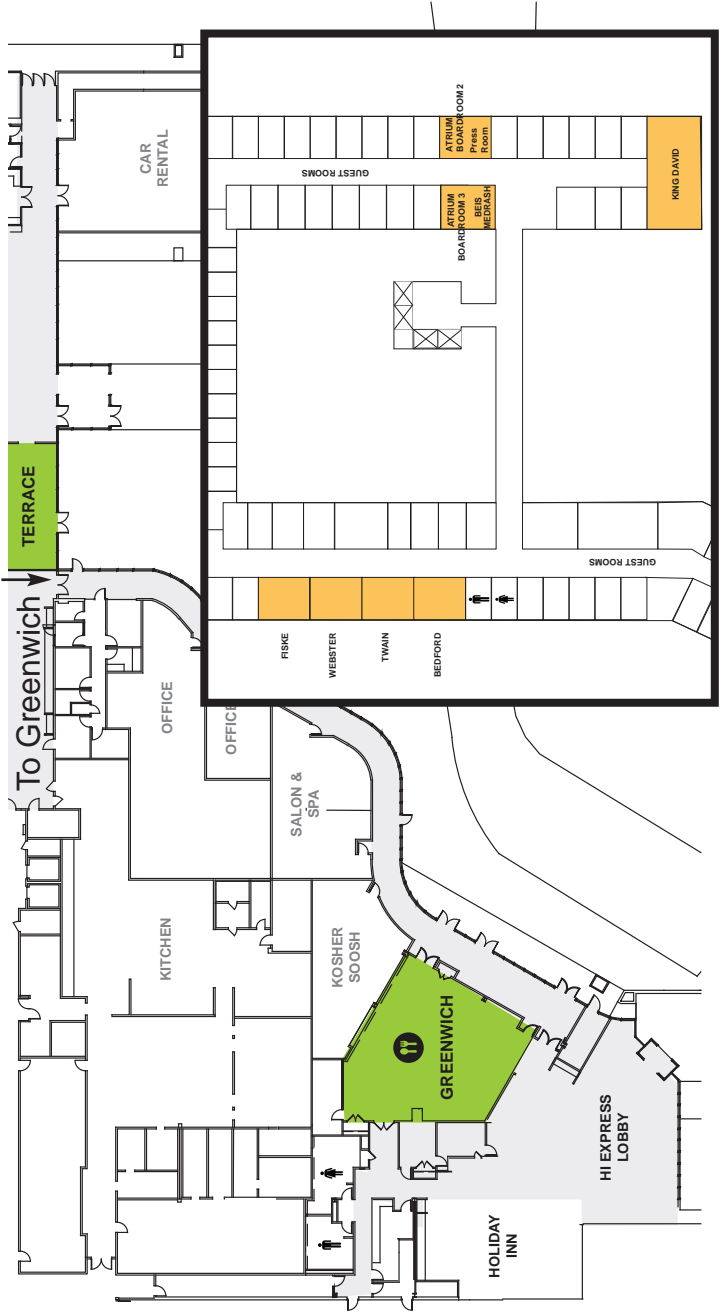 CAR
RENTAL
ATRIUM
BOARDROOM 2
Press
Room
GUEST ROOMS
ATRIUM
BOARDROOM 3
BEIS
MEDRASH
KING DAVID
TERRACE
To Greenwich
GUEST ROOMS
FISKE
WEBSTER
TWAIN
BEDFORD
OFFICE
OFFICE
SALON &
SPA
KITCHEN
KOSHER
SOOSH
GREENWICH
HI EXPRESS
LOBBY
HOLIDAY
INN